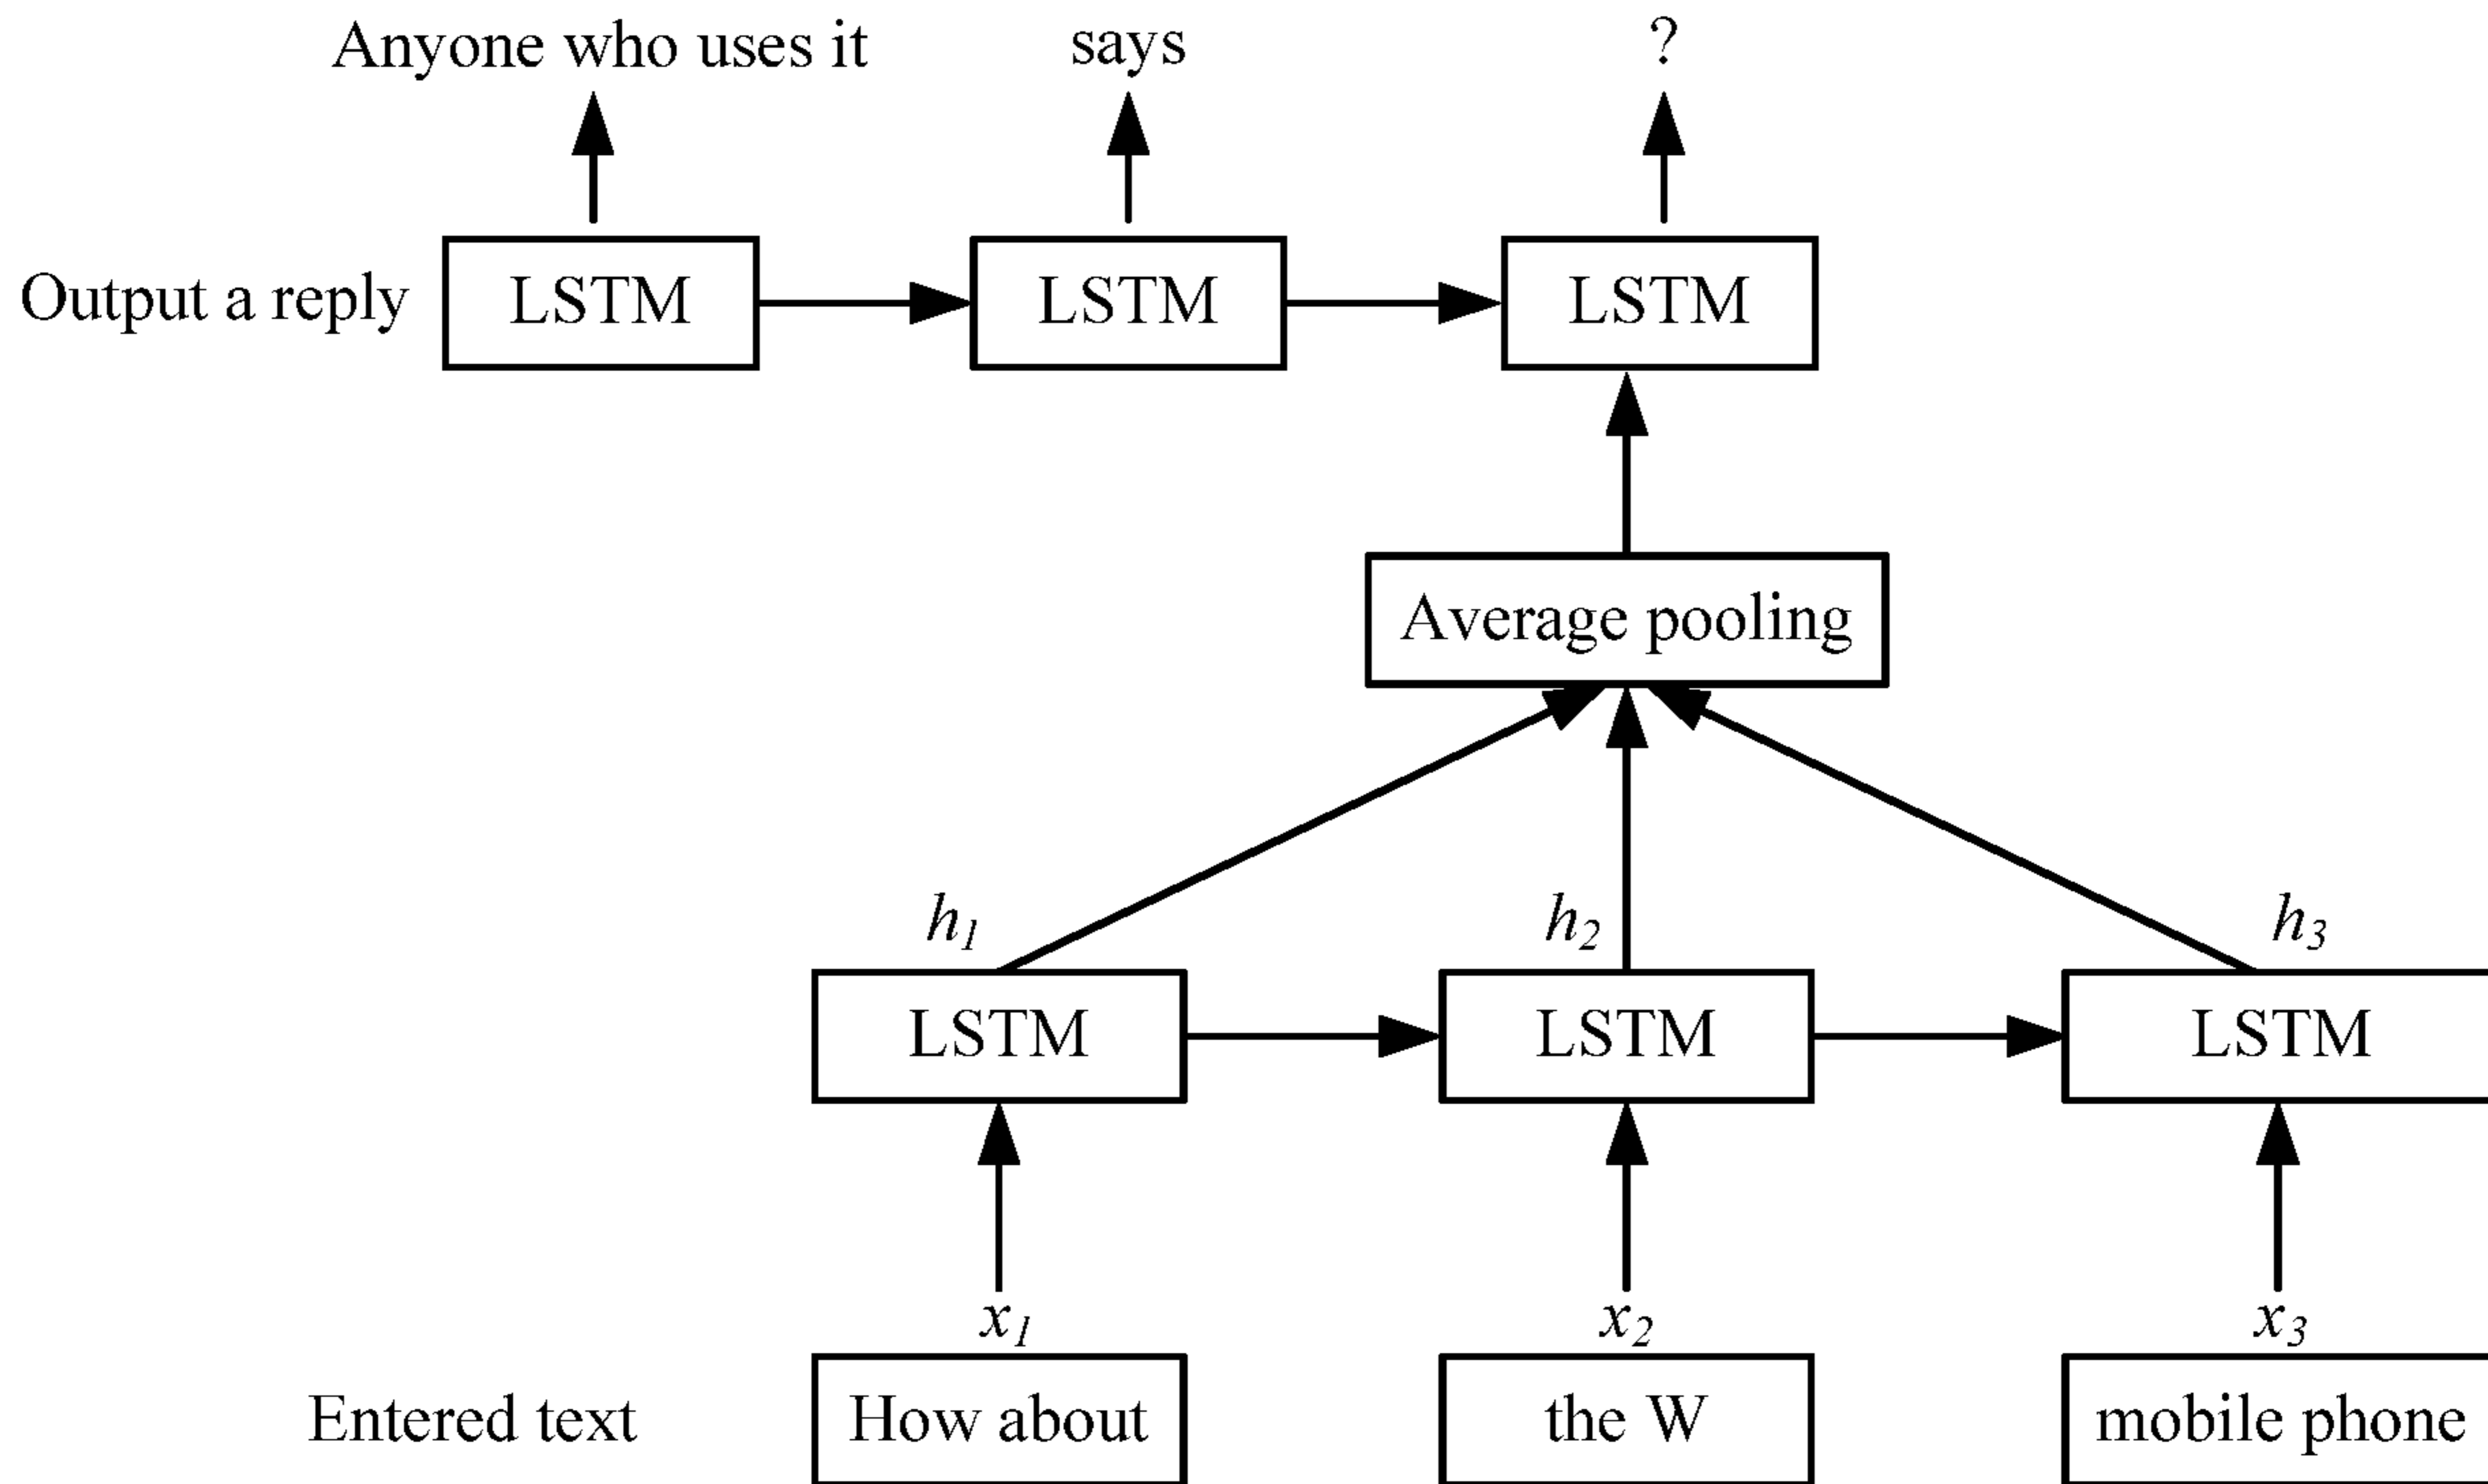 Anyone who uses it says ?
Output a reply LSTM LSTM LSTM
Average pooling
h1 h2 h3
LSTM LSTM LSTM
x1 x2 x3
Entered text How about the W mobile phone